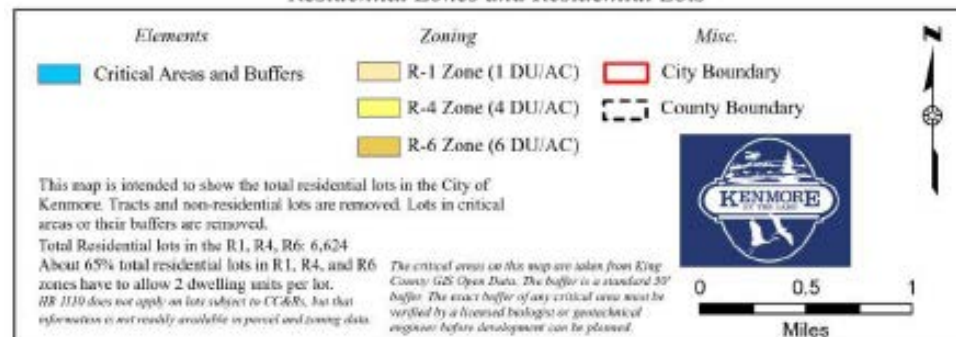 Residential Zones and Residential Lots
Elements
Critical Areas and Buffers
Zoning
R-1 Zone (1 DU/AC)
R-4 Zone (4 DU/AC)
R-6 Zone (6 DU/AC)
Misc.
City Boundary
County Boundary
N
This map is intended to show the total residential lots in the City of
Kenmore. Tracts and non-residential lots are removed. Lots in critical
areas or their buffers are removed.
Total Residential lots in the R1, R4, R6: 6,624
About 65% total residential lots in R1, R4, and R6
zones have to allow 2 dwelling units per lot.
HB 1110 does not apply on lots subject to CC&Rs, but that
information is not readily available in parcel and zoning data.
The critical areas on this map are taken from King
County GIS Open Data. The buffer is a standard 50'
buffer. The exact buffer of any critical area must be
verified by a licensed biologist or geotechnical
engineer before development can be planned.
KENMORE
BY THE LAKE
0 0.5 1
Miles